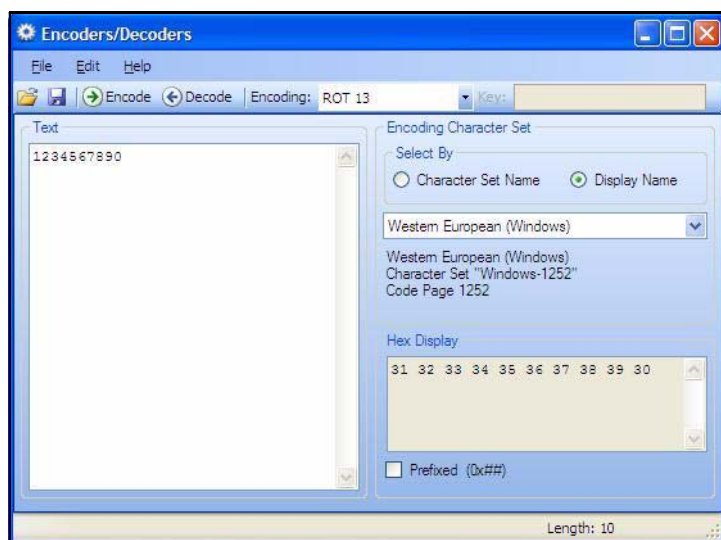 Encoders/Decoders
File Edit Help
Encode Decode Encoding: ROT 13 Key:
Text
1234567890
Encoding Character Set
Select By
Character Set Name Display Name
Western European (Windows)
Western European (Windows)
Character Set "Windows-1252"
Code Page 1252
Hex Display
31 32 33 34 35 36 37 38 39 30
Prefixed (0x##)
Length: 10